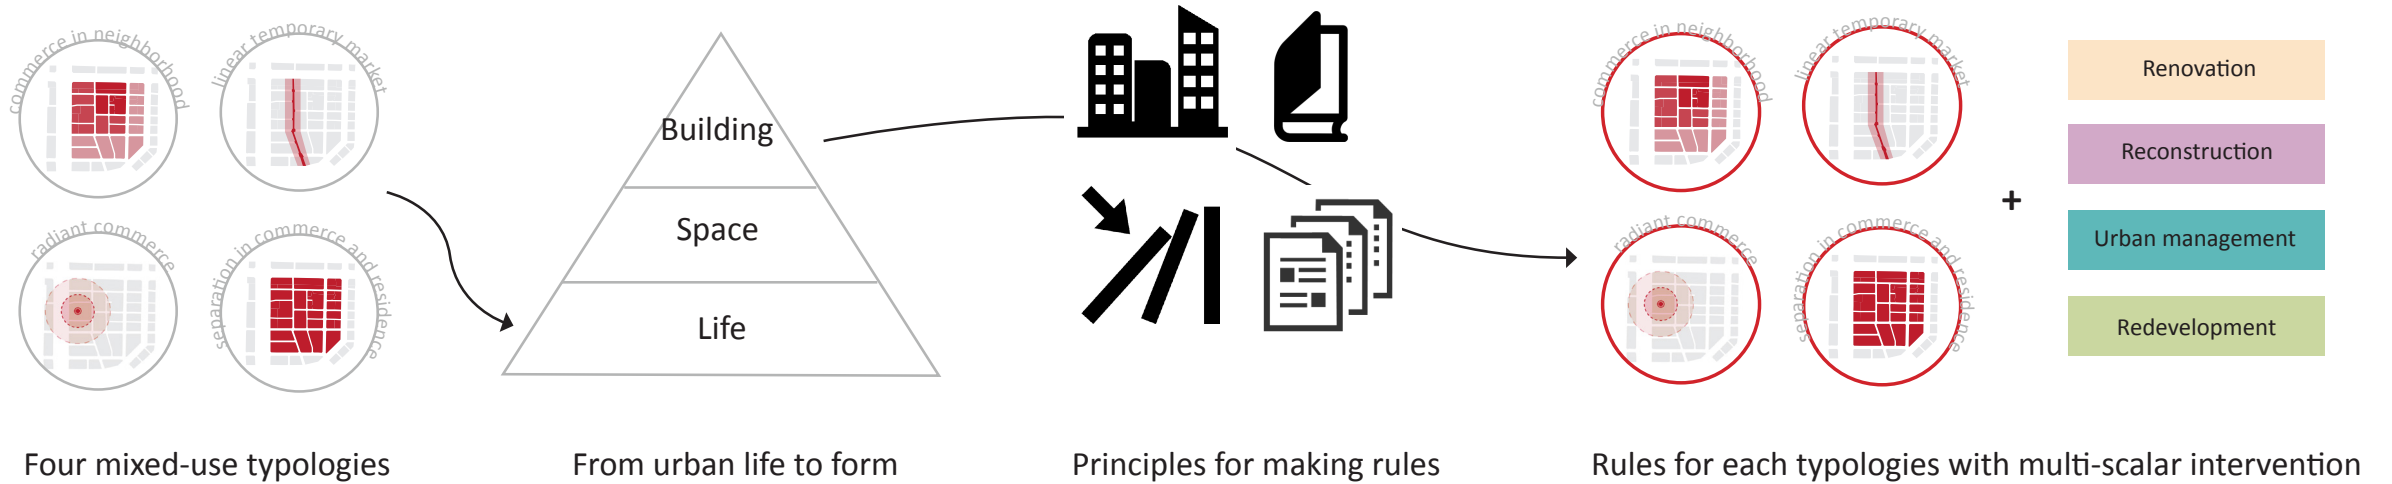 commerce in neighborhood
linear temporary market
radiant commerce
separation in commerce and residence
Four mixed-use typologies
Building
Space
Life
From urban life to form
Principles for making rules
commerce in neighborhood
linear temporary market
radiant commerce
separation in commerce and residence
+
Renovation
Reconstruction
Urban management
Redevelopment
Rules for each typologies with multi-scalar intervention